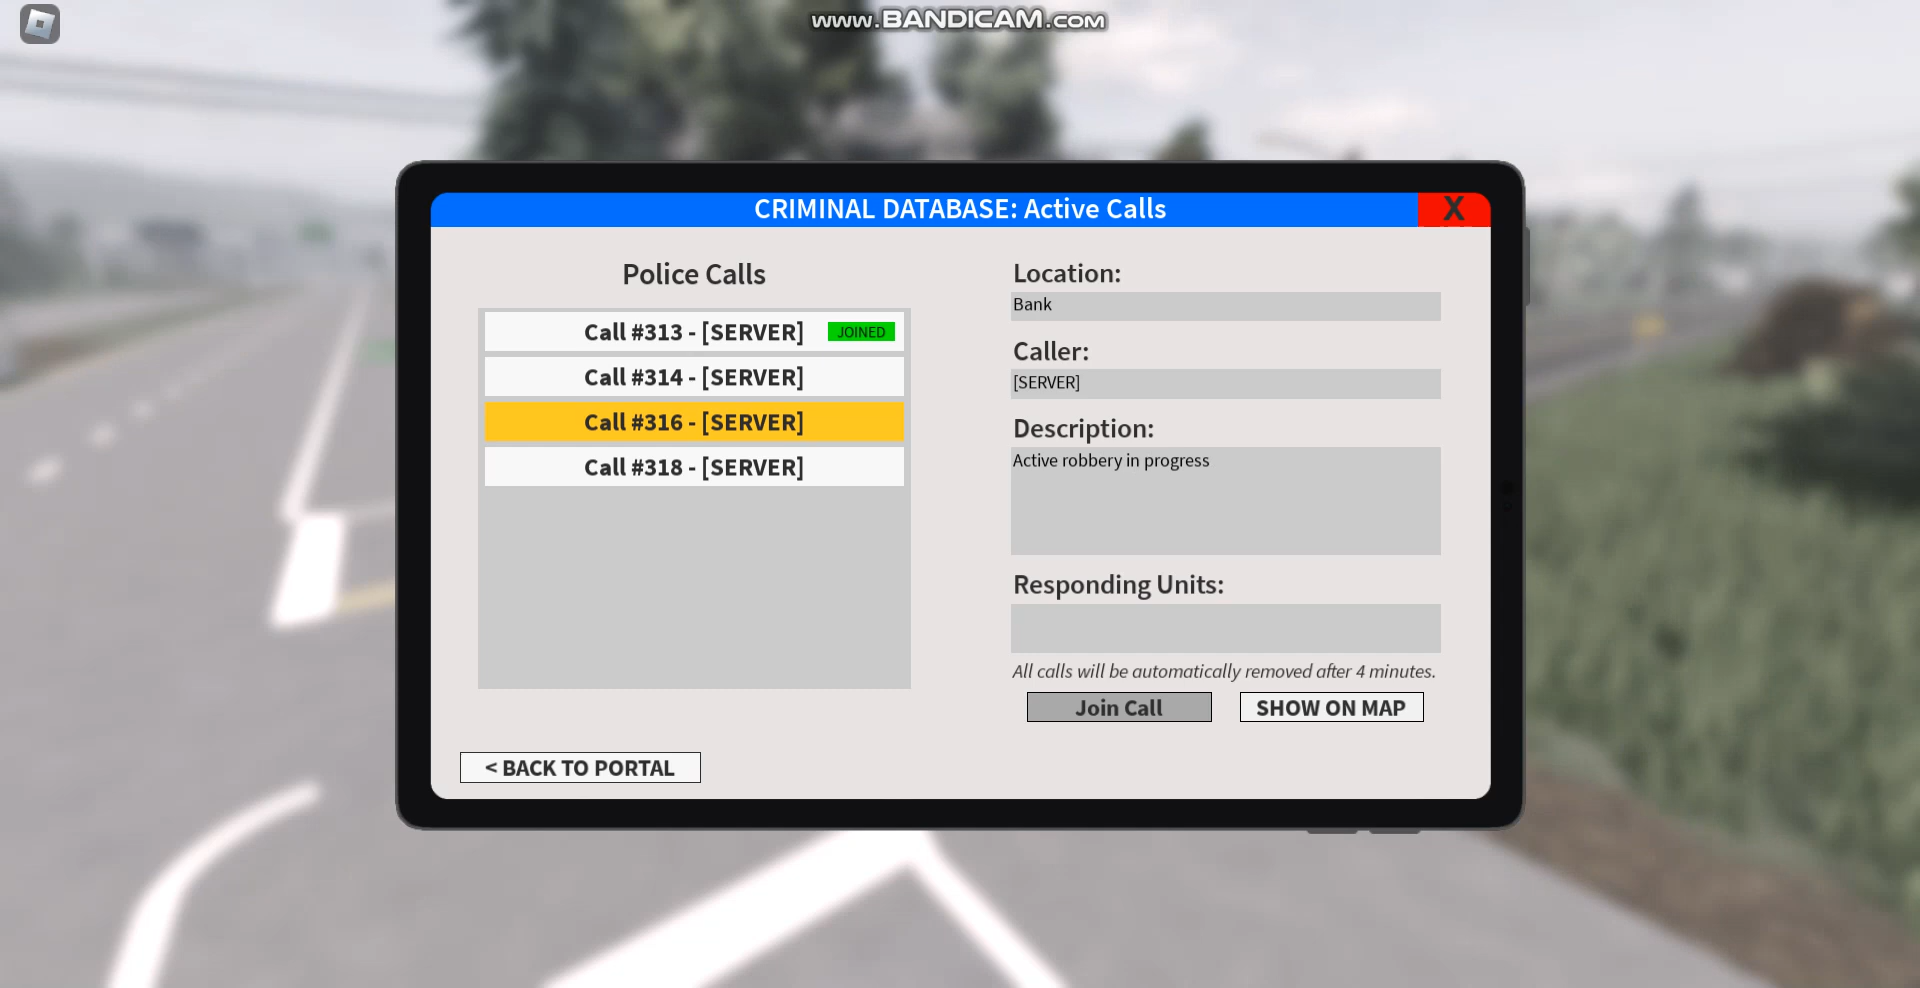 www.BANDICAM.COM
CRIMINAL DATABASE: Active Calls
X
Police Calls
Call #313 - [SERVER] JOINED
Call #314 - [SERVER]
Call #316 - [SERVER]
Call #318 - [SERVER]
Location:
Bank
Caller:
[SERVER]
Description:
Active robbery in progress
Responding Units:
All calls will be automatically removed after 4 minutes.
Join Call
SHOW ON MAP
< BACK TO PORTAL